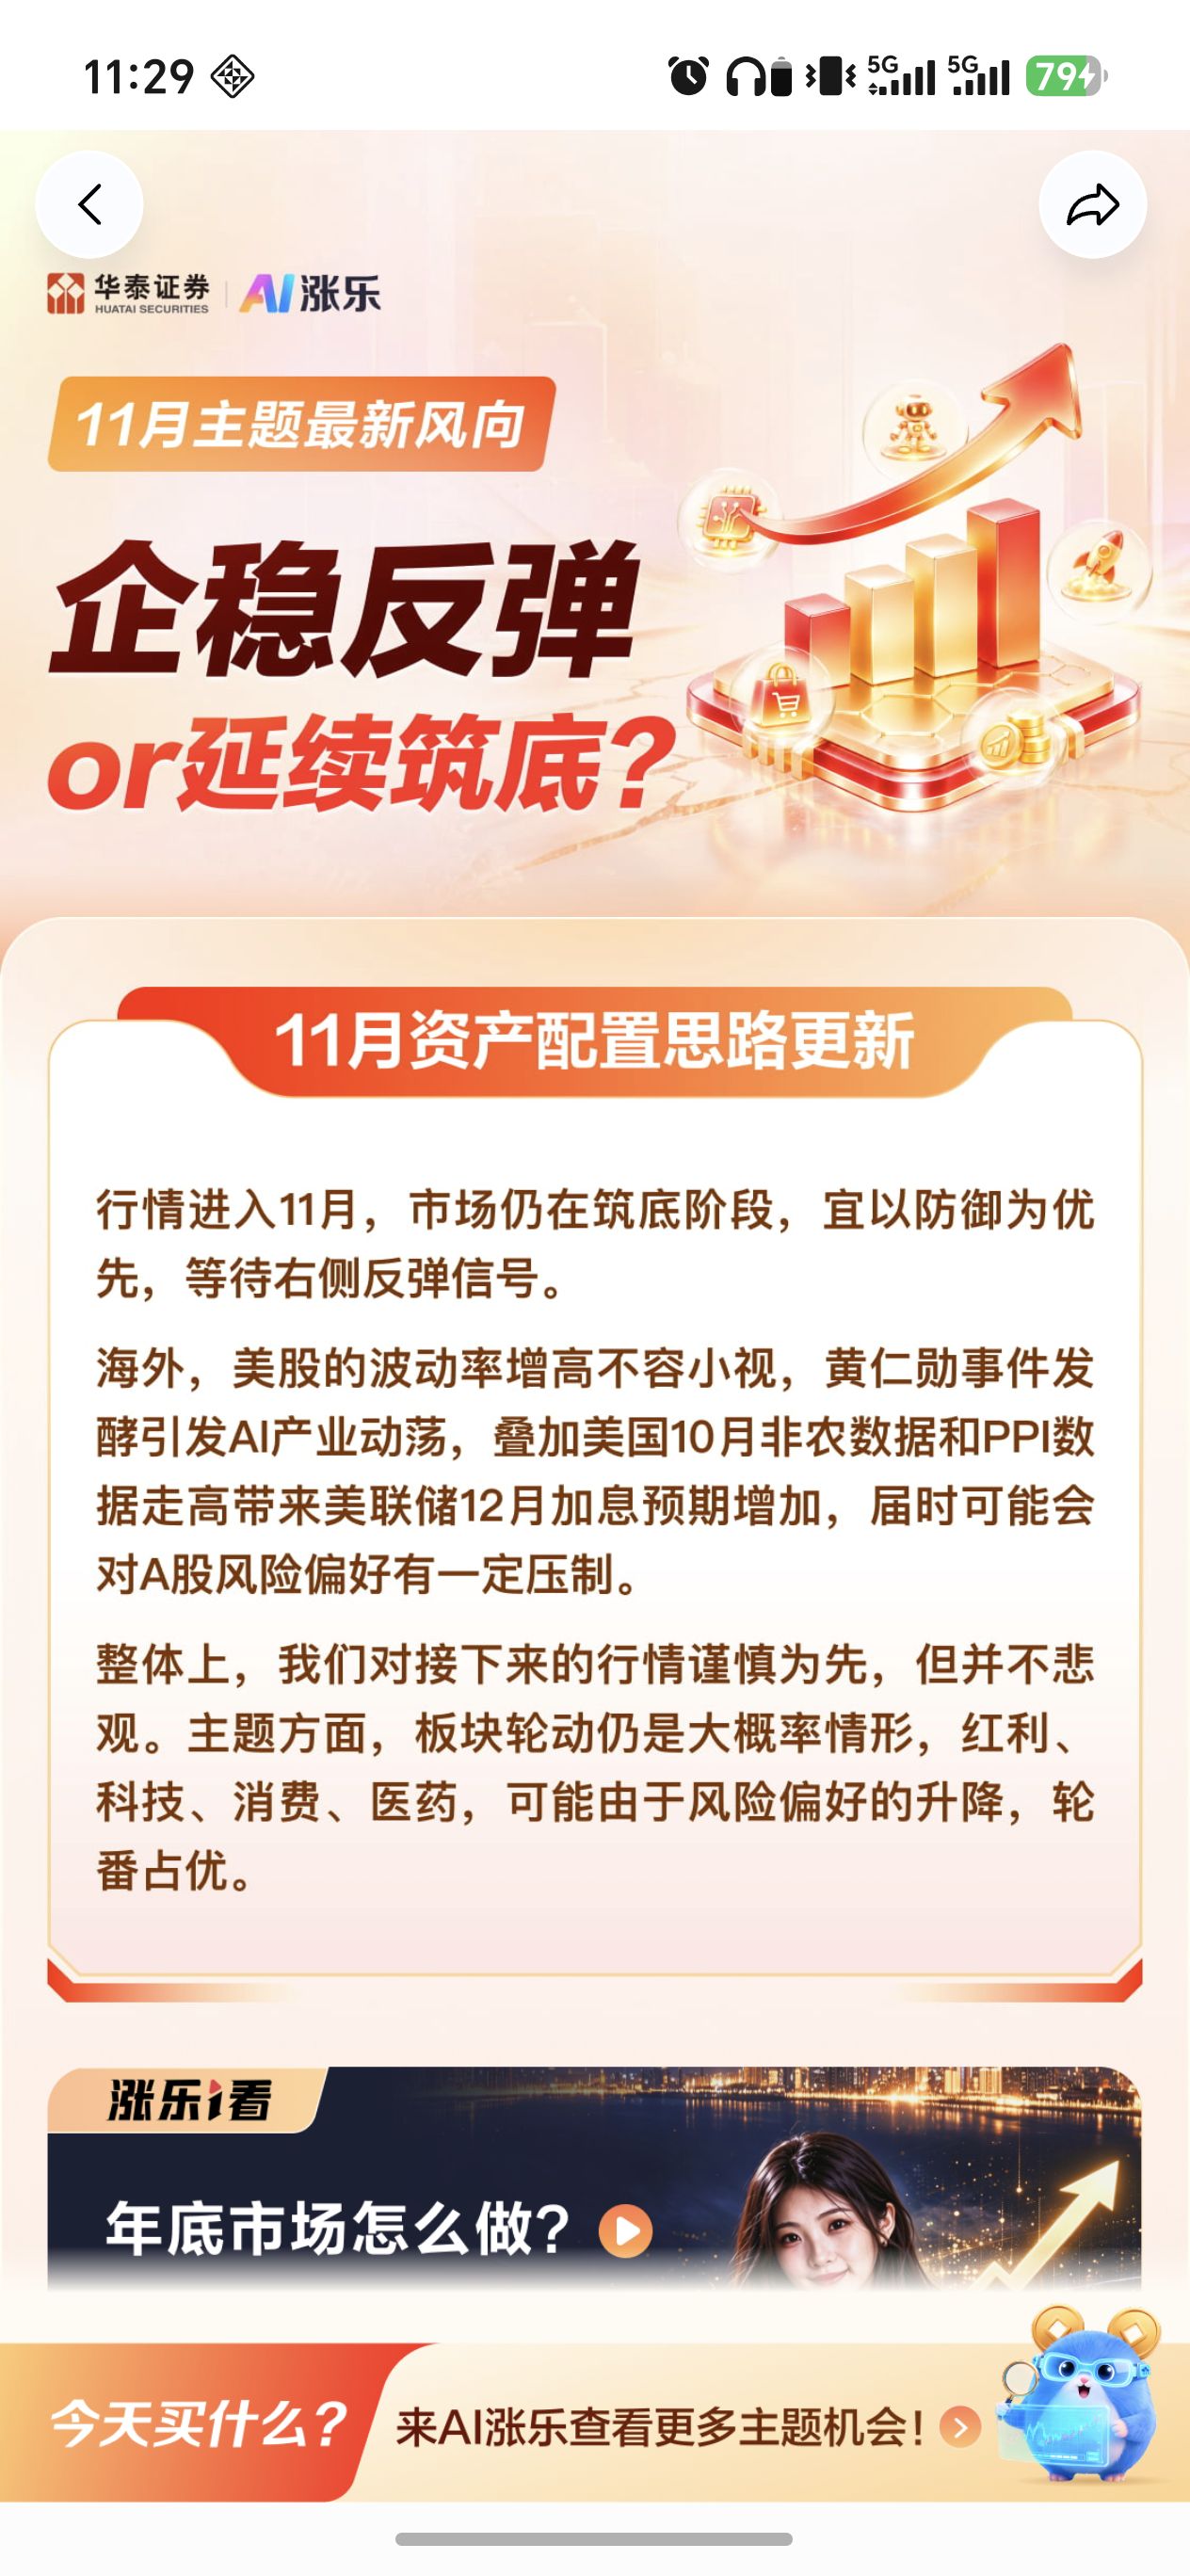 11:29
5G
5G
79
华泰证券
HUATAI SECURITIES
AI涨乐
11月主题最新风向
企稳反弹
or延续筑底?
11月资产配置思路更新
行情进入11月，市场仍在筑底阶段，宜以防御为优
先，等待右侧反弹信号。
海外，美股的波动率增高不容小视，黄仁勋事件发
酵引发AI产业动荡，叠加美国10月非农数据和PPI数
据走高带来美联储12月加息预期增加，届时可能会
对A股风险偏好有一定压制。
整体上，我们对接下来的行情谨慎为先，但并不悲
观。主题方面，板块轮动仍是大概率情形，红利、
科技、消费、医药，可能由于风险偏好的升降，轮
番占优。
涨乐i看
年底市场怎么做?
今天买什么?
来AI涨乐查看更多主题机会!